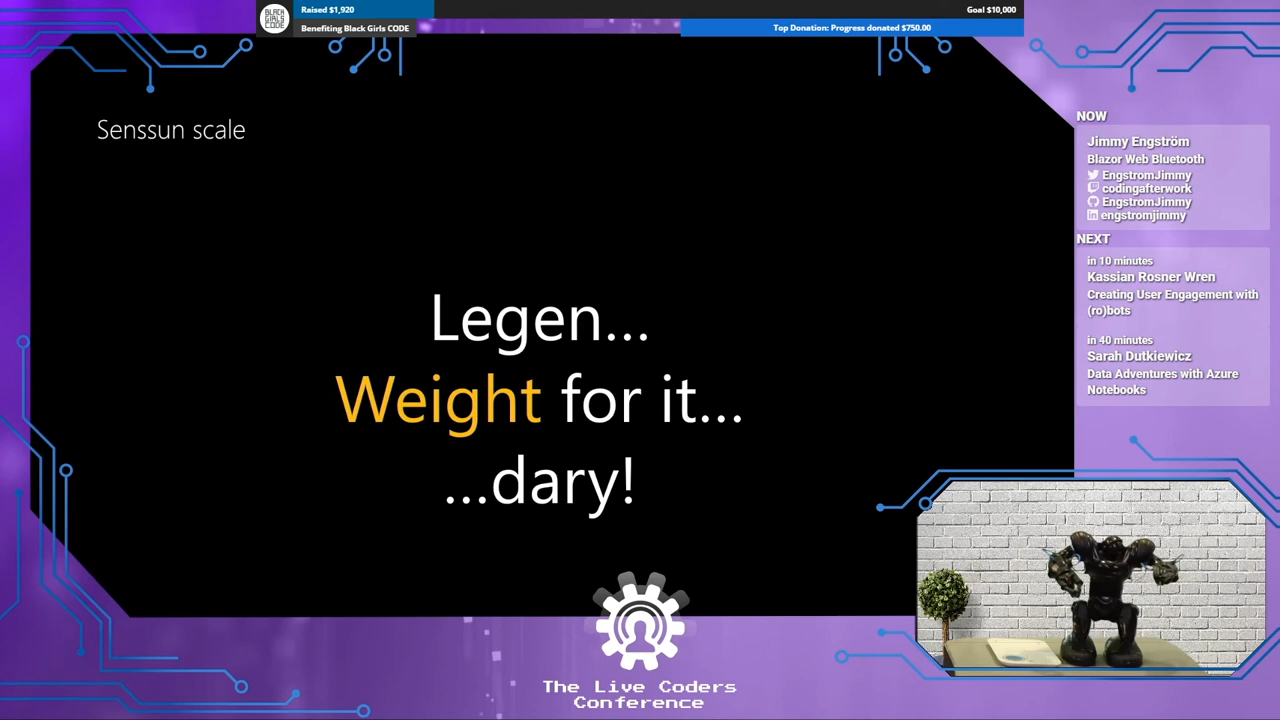 BLACK
GIRLS
CODE
Raised $1,920
Goal $10,000
Benefiting Black Girls CODE
Top Donation: Progress donated $750.00
Senssun scale
Legen...
Weight for it...
...dary!
NOW
Jimmy Engström
Blazor Web Bluetooth
EngstromJimmy
codingafterwork
EngstromJimmy
engstromjimmy
NEXT
in 10 minutes
Kassian Rosner Wren
Creating User Engagement with
(ro)bots
in 40 minutes
Sarah Dutkiewicz
Data Adventures with Azure
Notebooks
The Live Coders
Conference